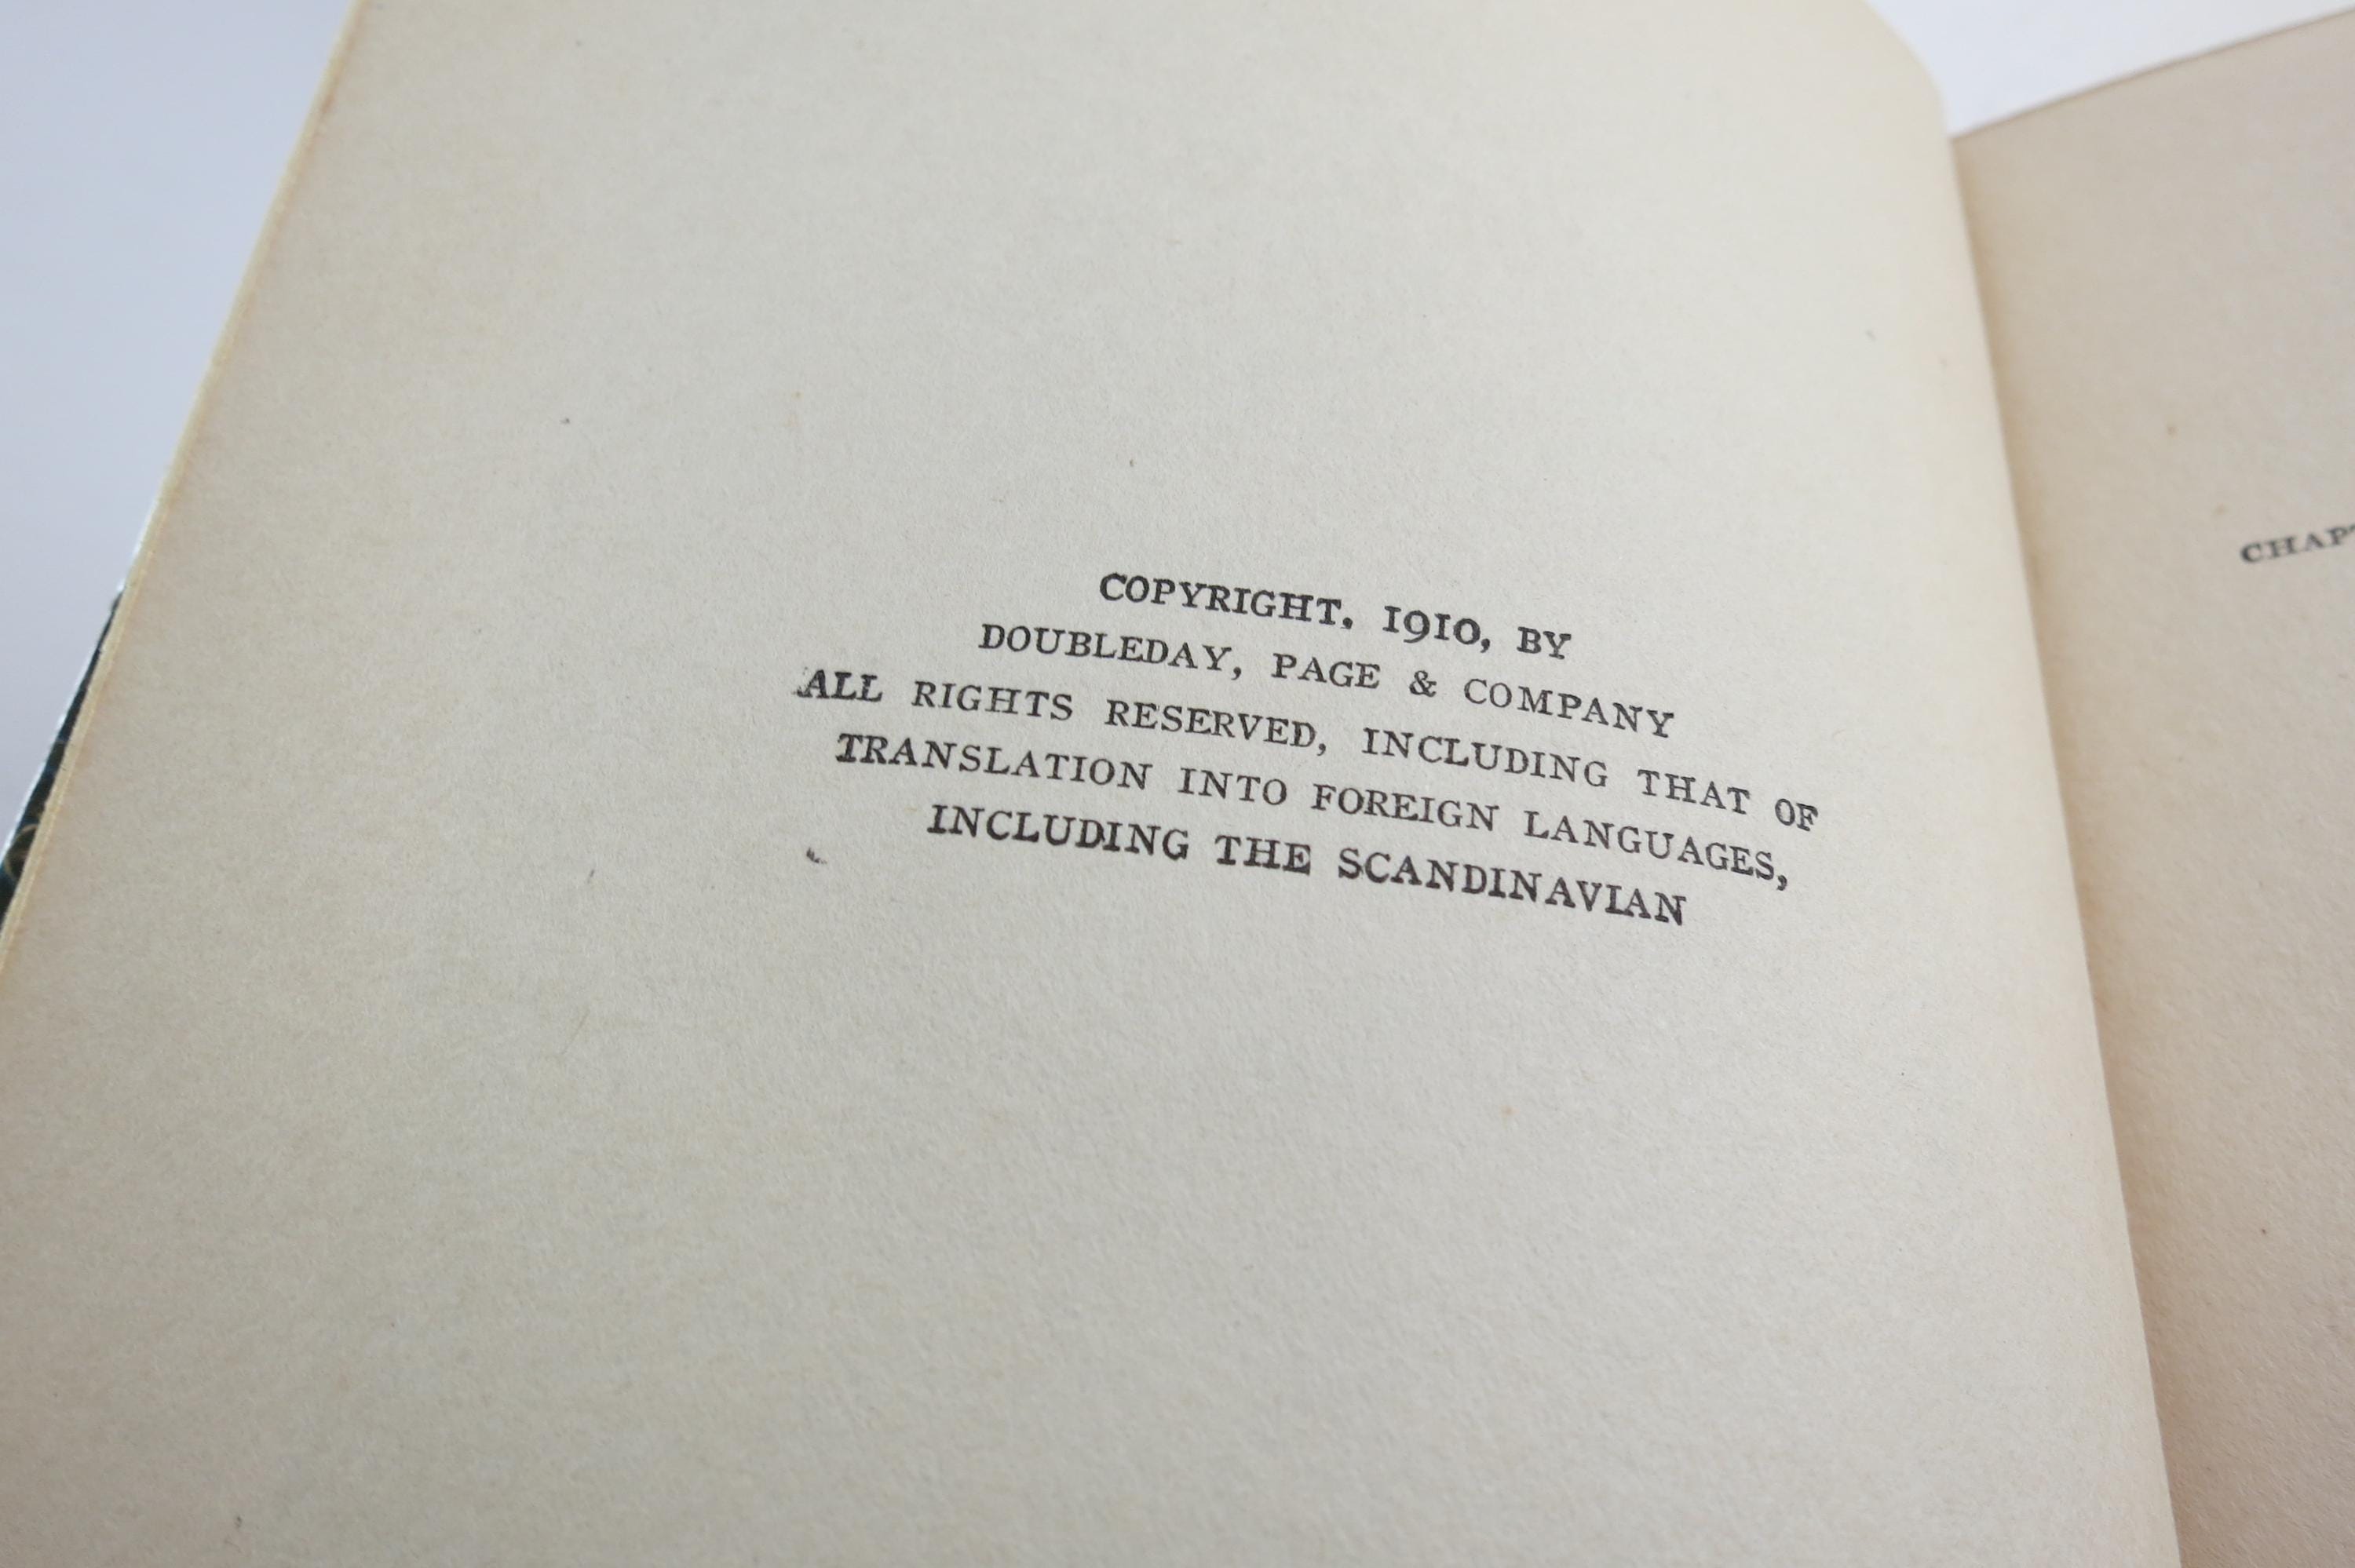 COPYRIGHT. 1910, BY
DOUBLEDAY, PAGE & COMPANY
ALL RIGHTS RESERVED, INCLUDING THAT OF
TRANSLATION INTO FOREIGN LANGUAGES,
INCLUDING THE SCANDINAVIAN